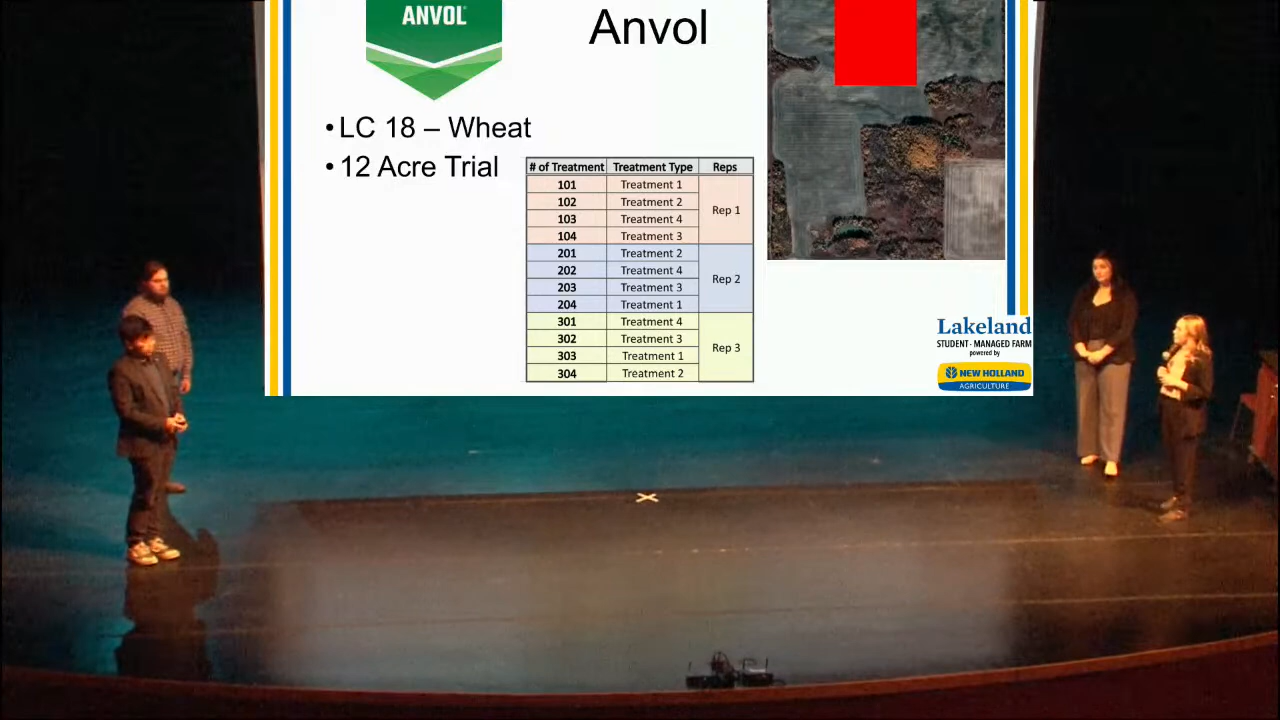 ANVOL®
Anvol
• LC 18 – Wheat
• 12 Acre Trial
# of Treatment Treatment Type Reps
101 Treatment 1
102 Treatment 2
103 Treatment 4
104 Treatment 3
Rep 1
201 Treatment 2
202 Treatment 4
203 Treatment 3
204 Treatment 1
Rep 2
301 Treatment 4
302 Treatment 3
303 Treatment 1
304 Treatment 2
Rep 3
Lakeland
STUDENT-MANAGED FARM
powered by
NEW HOLLAND
AGRICULTURE